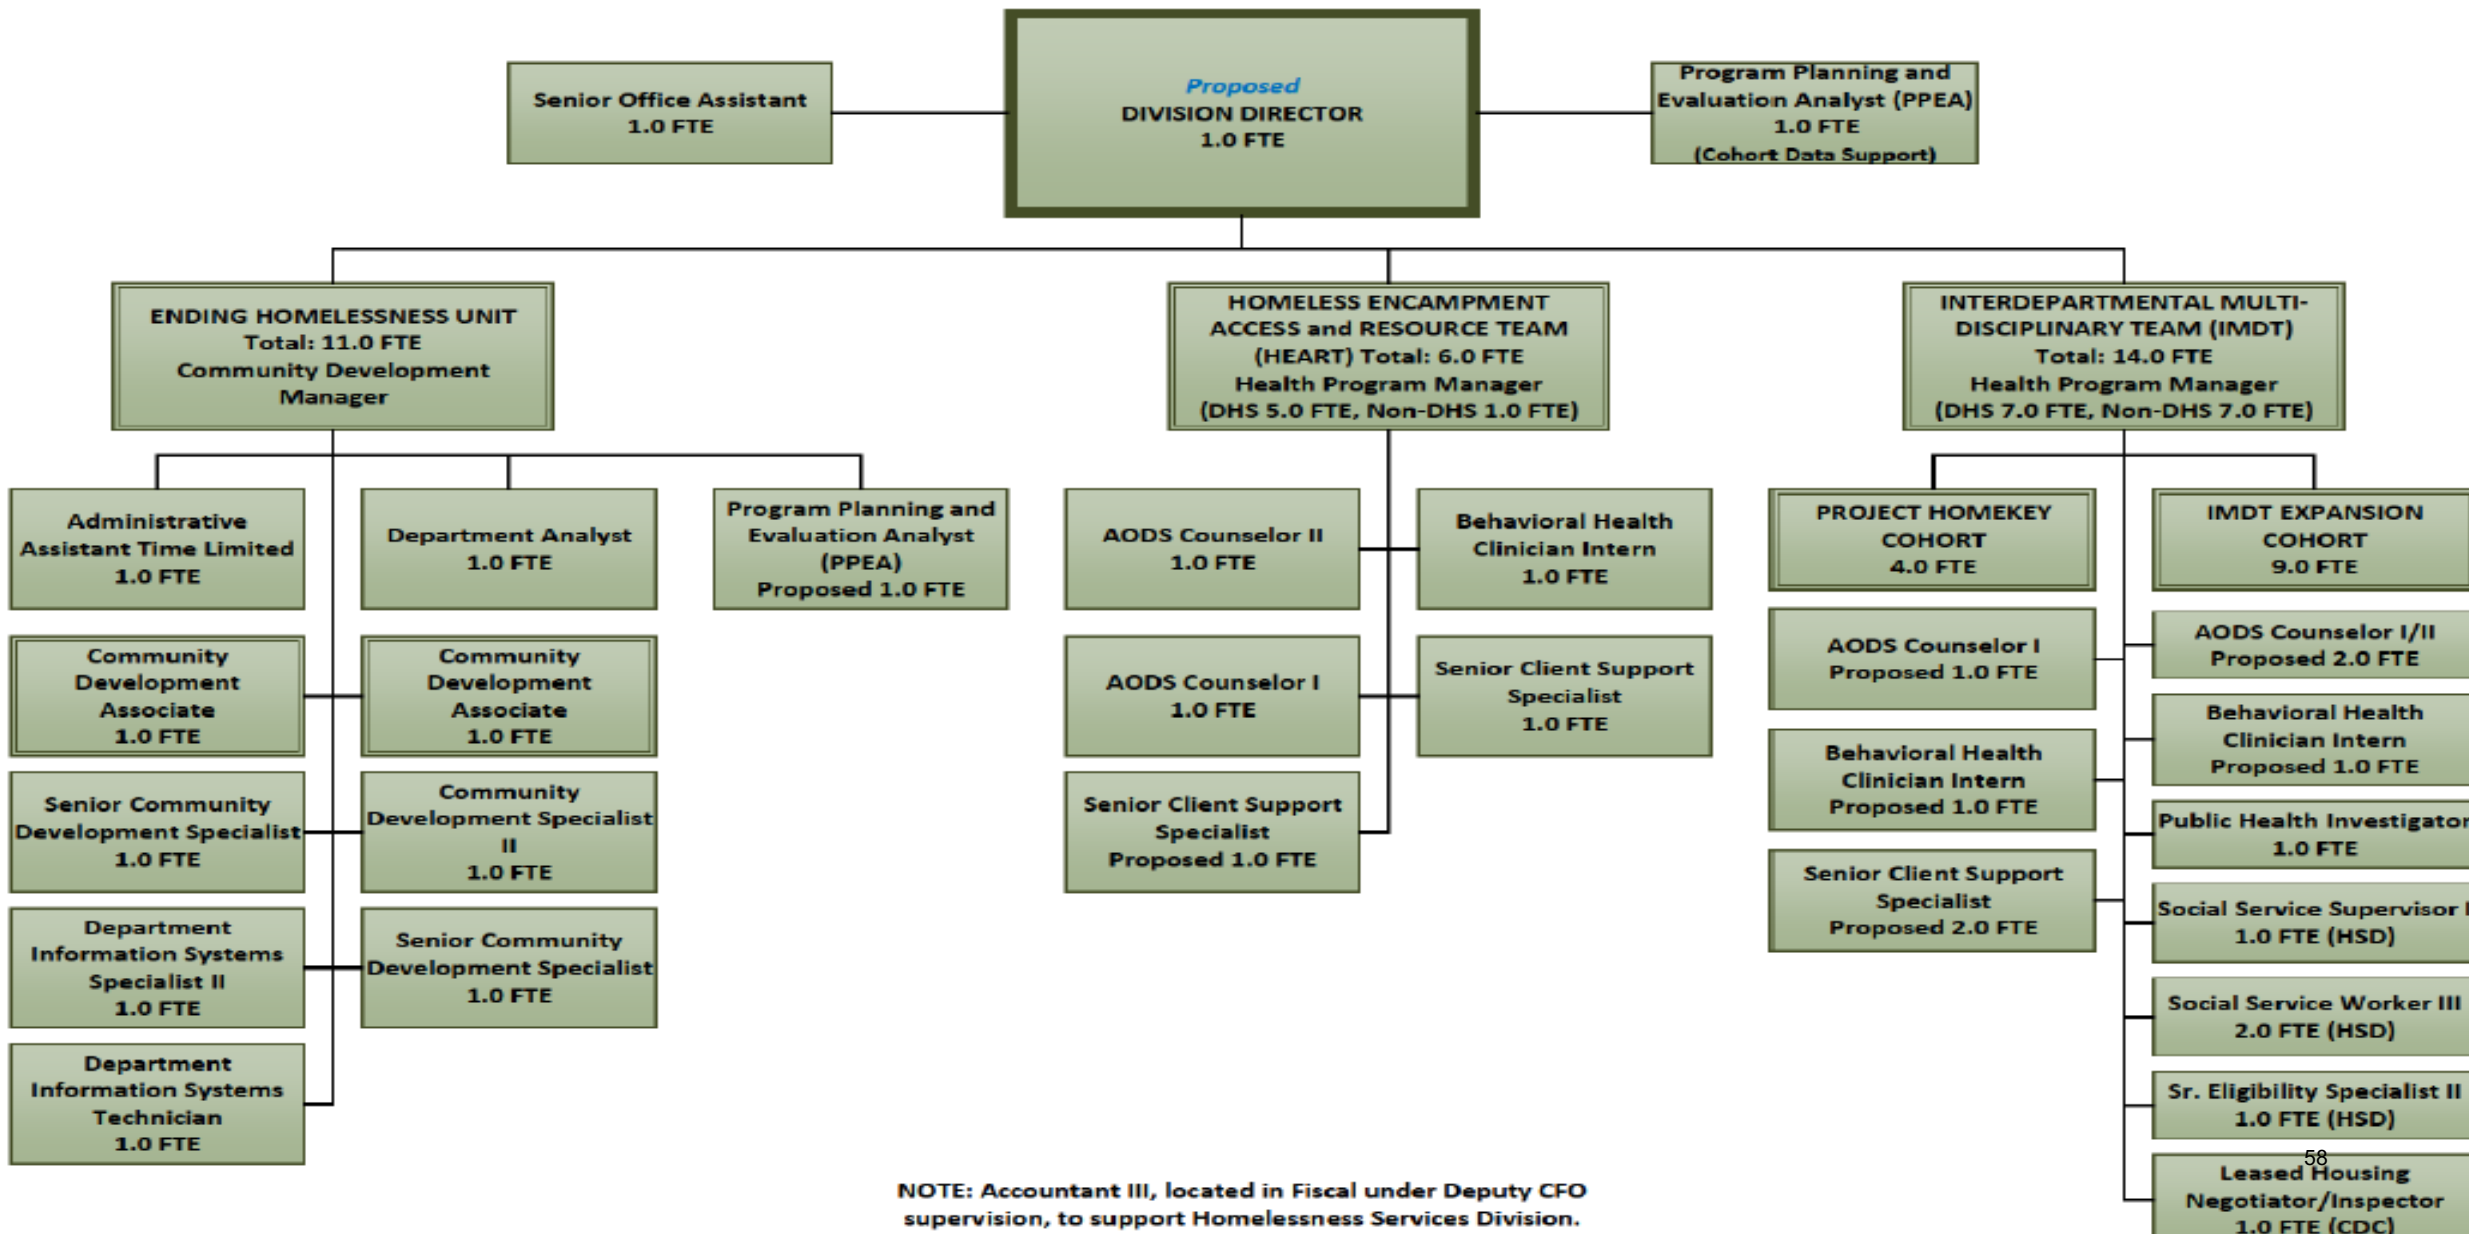 Senior Office Assistant
1.0 FTE
Proposed
DIVISION DIRECTOR
1.0 FTE
Program Planning and
Evaluation Analyst (PPEA)
1.0 FTE
(Cohort Data Support)
ENDING HOMELESSNESS UNIT
Total: 11.0 FTE
Community Development
Manager
HOMELESS ENCAMPMENT
ACCESS and RESOURCE TEAM
(HEART) Total: 6.0 FTE
Health Program Manager
(DHS 5.0 FTE, Non-DHS 1.0 FTE)
INTERDEPARTMENTAL MULTI-
DISCIPLINARY TEAM (IMDT)
Total: 14.0 FTE
Health Program Manager
(DHS 7.0 FTE, Non-DHS 7.0 FTE)
Administrative
Assistant Time Limited
1.0 FTE
Department Analyst
1.0 FTE
Program Planning and
Evaluation Analyst
(PPEA)
Proposed 1.0 FTE
Community
Development
Associate
1.0 FTE
Community
Development
Associate
1.0 FTE
Senior Community
Development Specialist
1.0 FTE
Community
Development Specialist
II
1.0 FTE
Department
Information Systems
Specialist II
1.0 FTE
Senior Community
Development Specialist
1.0 FTE
Department
Information Systems
Technician
1.0 FTE
AODS Counselor II
1.0 FTE
Behavioral Health
Clinician Intern
1.0 FTE
AODS Counselor I
1.0 FTE
Senior Client Support
Specialist
1.0 FTE
Senior Client Support
Specialist
Proposed 1.0 FTE
PROJECT HOMEKEY
COHORT
4.0 FTE
AODS Counselor I
Proposed 1.0 FTE
Behavioral Health
Clinician Intern
Proposed 1.0 FTE
Senior Client Support
Specialist
Proposed 2.0 FTE
IMDT EXPANSION
COHORT
9.0 FTE
AODS Counselor I/II
Proposed 2.0 FTE
Behavioral Health
Clinician Intern
Proposed 1.0 FTE
Public Health Investigator
1.0 FTE
Social Service Supervisor
1.0 FTE (HSD)
Social Service Worker III
2.0 FTE (HSD)
Sr. Eligibility Specialist II
1.0 FTE (HSD)
58
Leased Housing
Negotiator/Inspector
1.0 FTE (CDC)
NOTE: Accountant III, located in Fiscal under Deputy CFO
supervision, to support Homelessness Services Division.